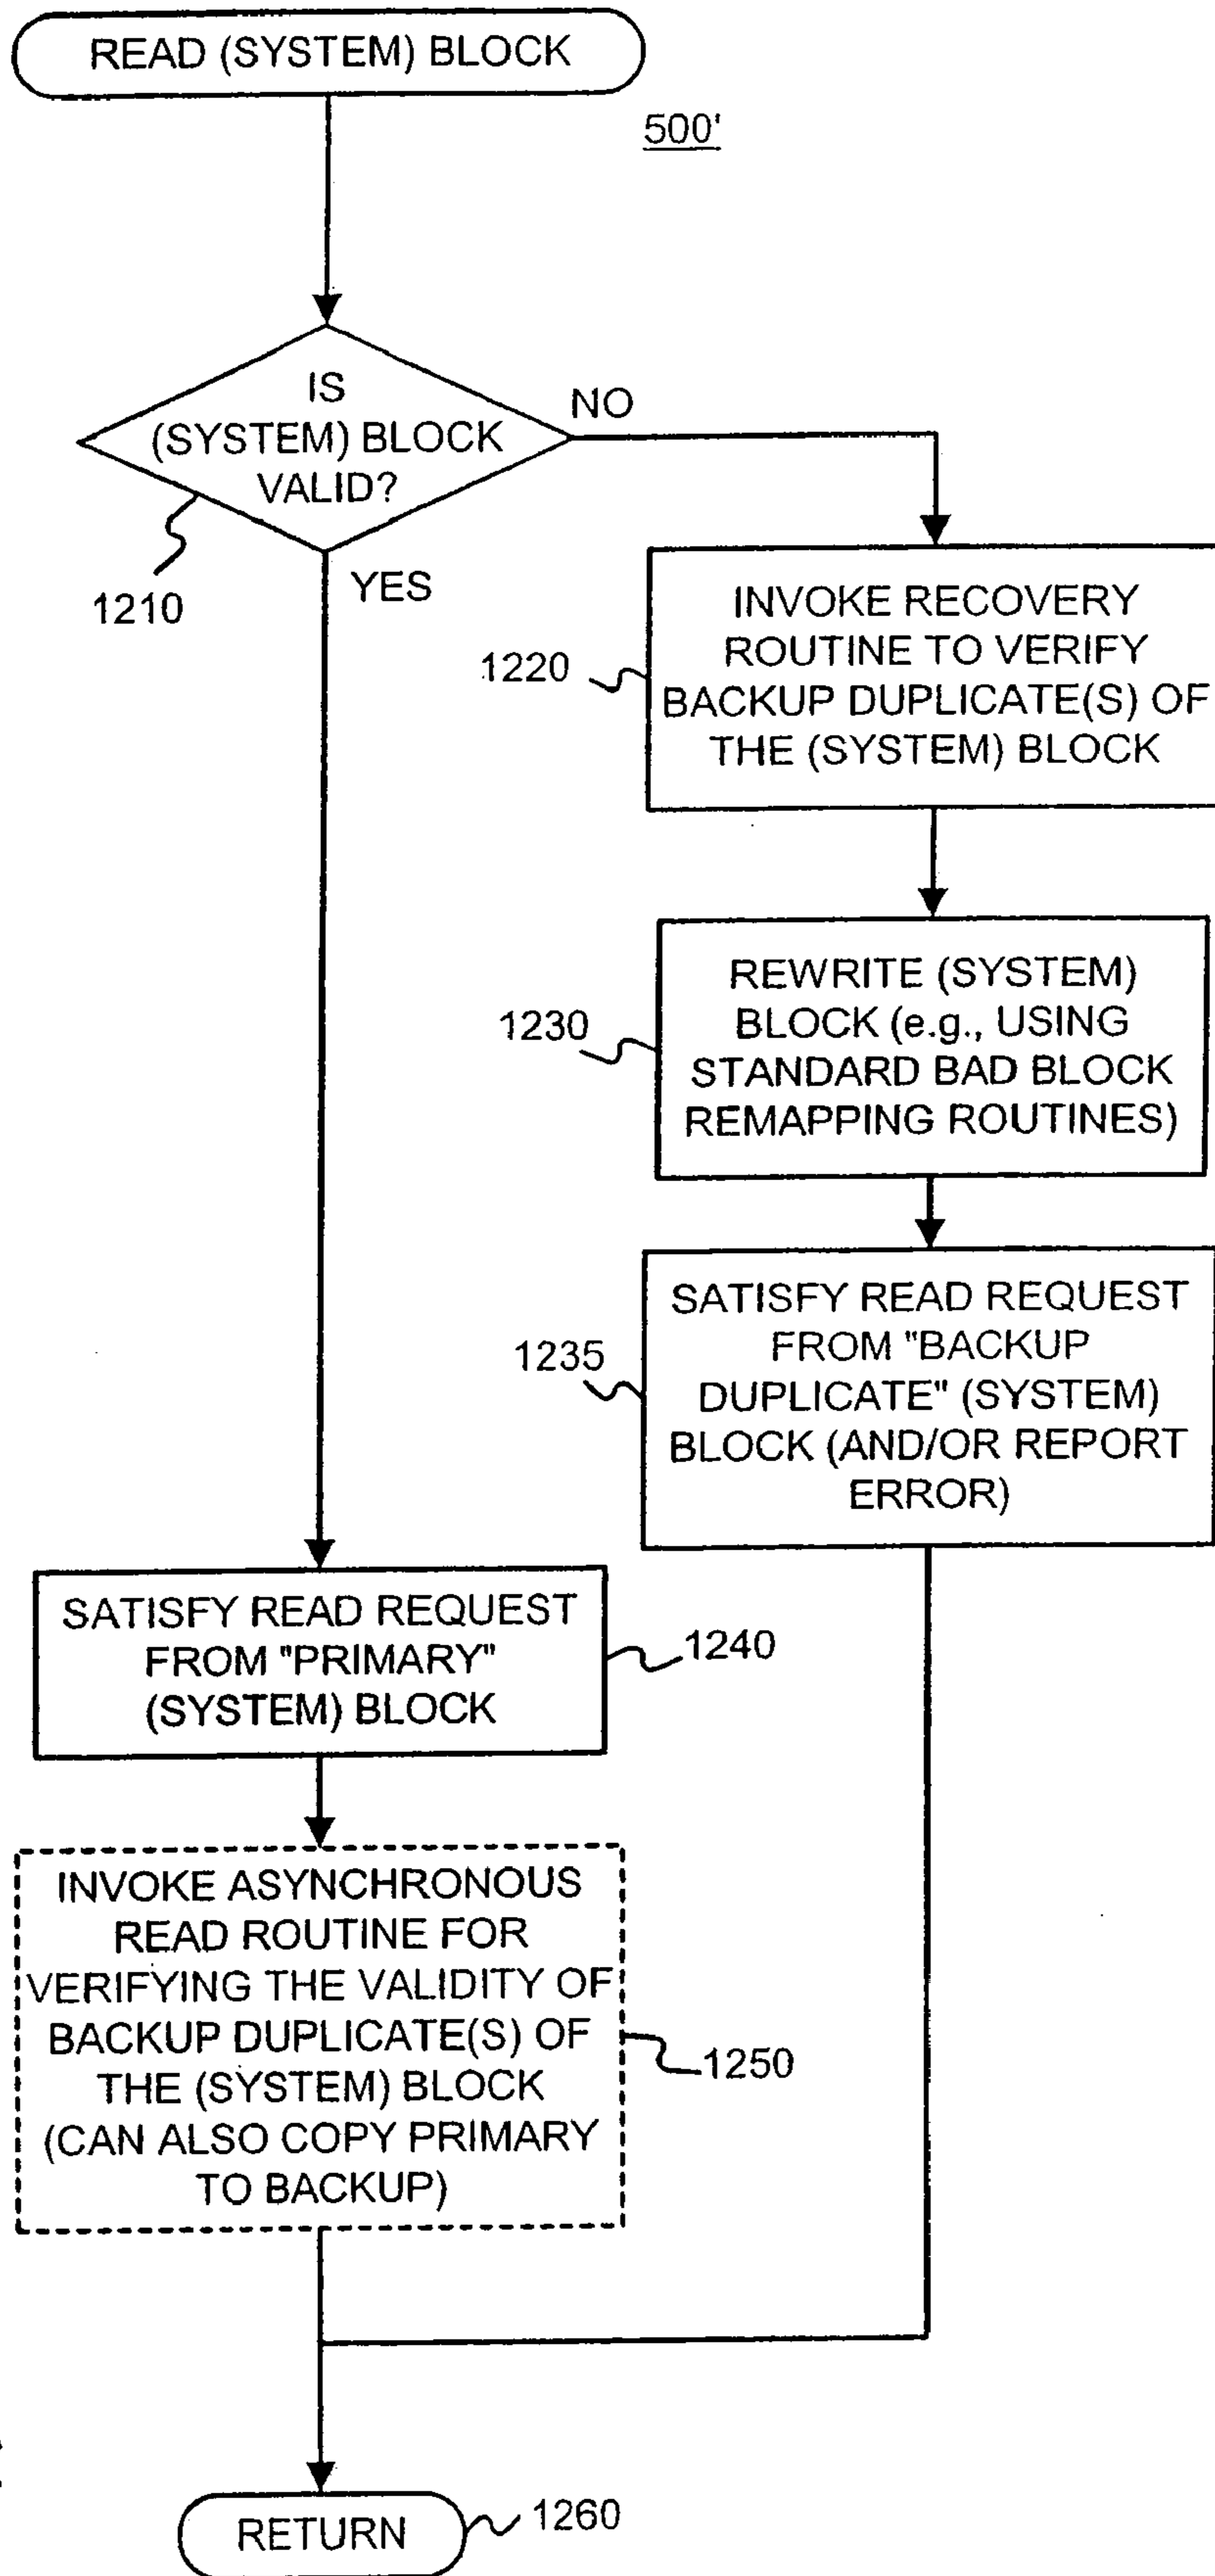 READ (SYSTEM) BLOCK
500'
IS
(SYSTEM) BLOCK
VALID?
NO
YES
1210
INVOKE RECOVERY
ROUTINE TO VERIFY
BACKUP DUPLICATE(S) OF
THE (SYSTEM) BLOCK
1220
REWRITE (SYSTEM)
BLOCK (e.g., USING
STANDARD BAD BLOCK
REMAPPING ROUTINES)
1230
SATISFY READ REQUEST
FROM "BACKUP
DUPLICATE" (SYSTEM)
BLOCK (AND/OR REPORT
ERROR)
1235
SATISFY READ REQUEST
FROM "PRIMARY"
(SYSTEM) BLOCK
1240
INVOKE ASYNCHRONOUS
READ ROUTINE FOR
VERIFYING THE VALIDITY OF
BACKUP DUPLICATE(S) OF
THE (SYSTEM) BLOCK
(CAN ALSO COPY PRIMARY
TO BACKUP)
1250
RETURN
1260